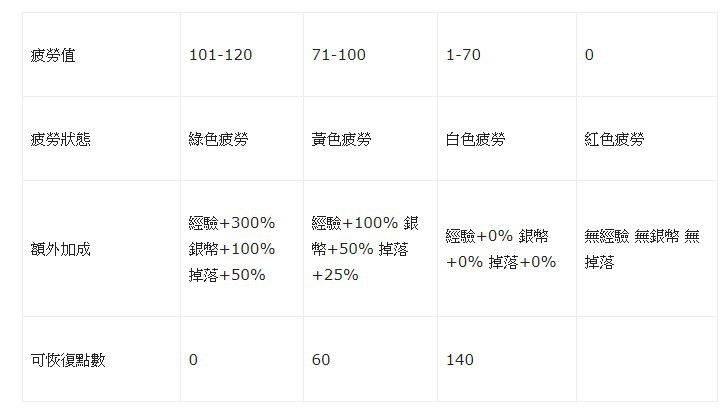 疲勞值 101-120 71-100 1-70 0
疲勞狀態 綠色疲勞 黃色疲勞 白色疲勞 紅色疲勞
額外加成
經驗+300%
銀幣+100%
掉落+50%
經驗+100% 銀
幣+50% 掉落
+25%
經驗+0% 銀幣
+0% 掉落+0%
無經驗 無銀幣 無
掉落
可恢復點數 0 60 140